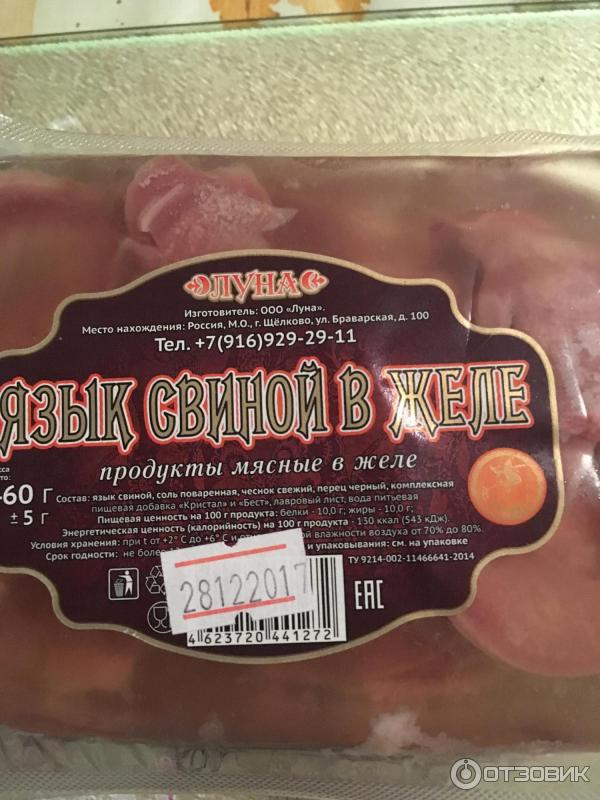 ЛУНА
Изготовитель: ООО «Луна».
Место нахождения: Россия, М.О., г. Щёлково, ул. Браварская, д. 100
Тел. +7(916)929-29-11
ЯЗЫК СВИНОЙ В ЖЕЛЕ
продукты мясные в желе
60 г
± 5 г
Состав: язык свиной, соль поваренная, чеснок свежий, перец черный, комплексная
пищевая добавка «Кристал» и «Бест», лавровый лист, вода питьевая
Пищевая ценность на 100 г продукта: белки - 10,0 г; жиры - 10,0 г;
Энергетическая ценность (калорийность) на 100 г продукта - 130 ккал (543 кДж).
Условия хранения: при t от +2° С до +6° С и влажности воздуха от 70% до 80%.
Срок годности: не более и упаковывания: см. на упаковке
ТУ 9214-002-11466641-2014
28122017
EAC
4 623720 441272
ОТЗОВИК